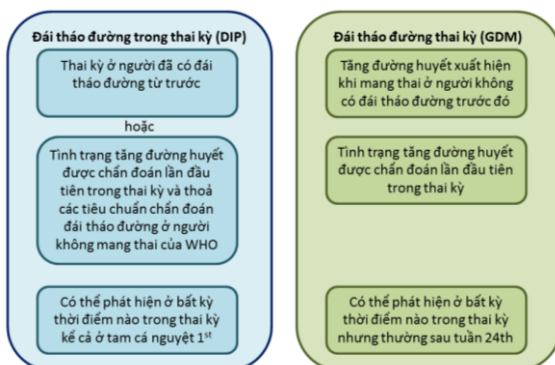 Đái tháo đường trong thai kỳ (DIP)
Thai kỳ ở người đã có đái
tháo đường từ trước
hoặc
Tình trạng tăng đường huyết
được chẩn đoán lần đầu
tiên trong thai kỳ và thoả
các tiêu chuẩn chẩn đoán
đái tháo đường ở người
không mang thai của WHO
Có thể phát hiện ở bất kỳ
thời điểm nào trong thai kỳ
kể cả ở tam cá nguyệt 1st
Đái tháo đường thai kỳ (GDM)
Tăng đường huyết xuất hiện
khi mang thai ở người không
có đái tháo đường trước đó
Tình trạng tăng đường huyết
được chẩn đoán lần đầu tiên
trong thai kỳ
Có thể phát hiện ở bất kỳ
thời điểm nào trong thai kỳ
nhưng thường sau tuần 24th